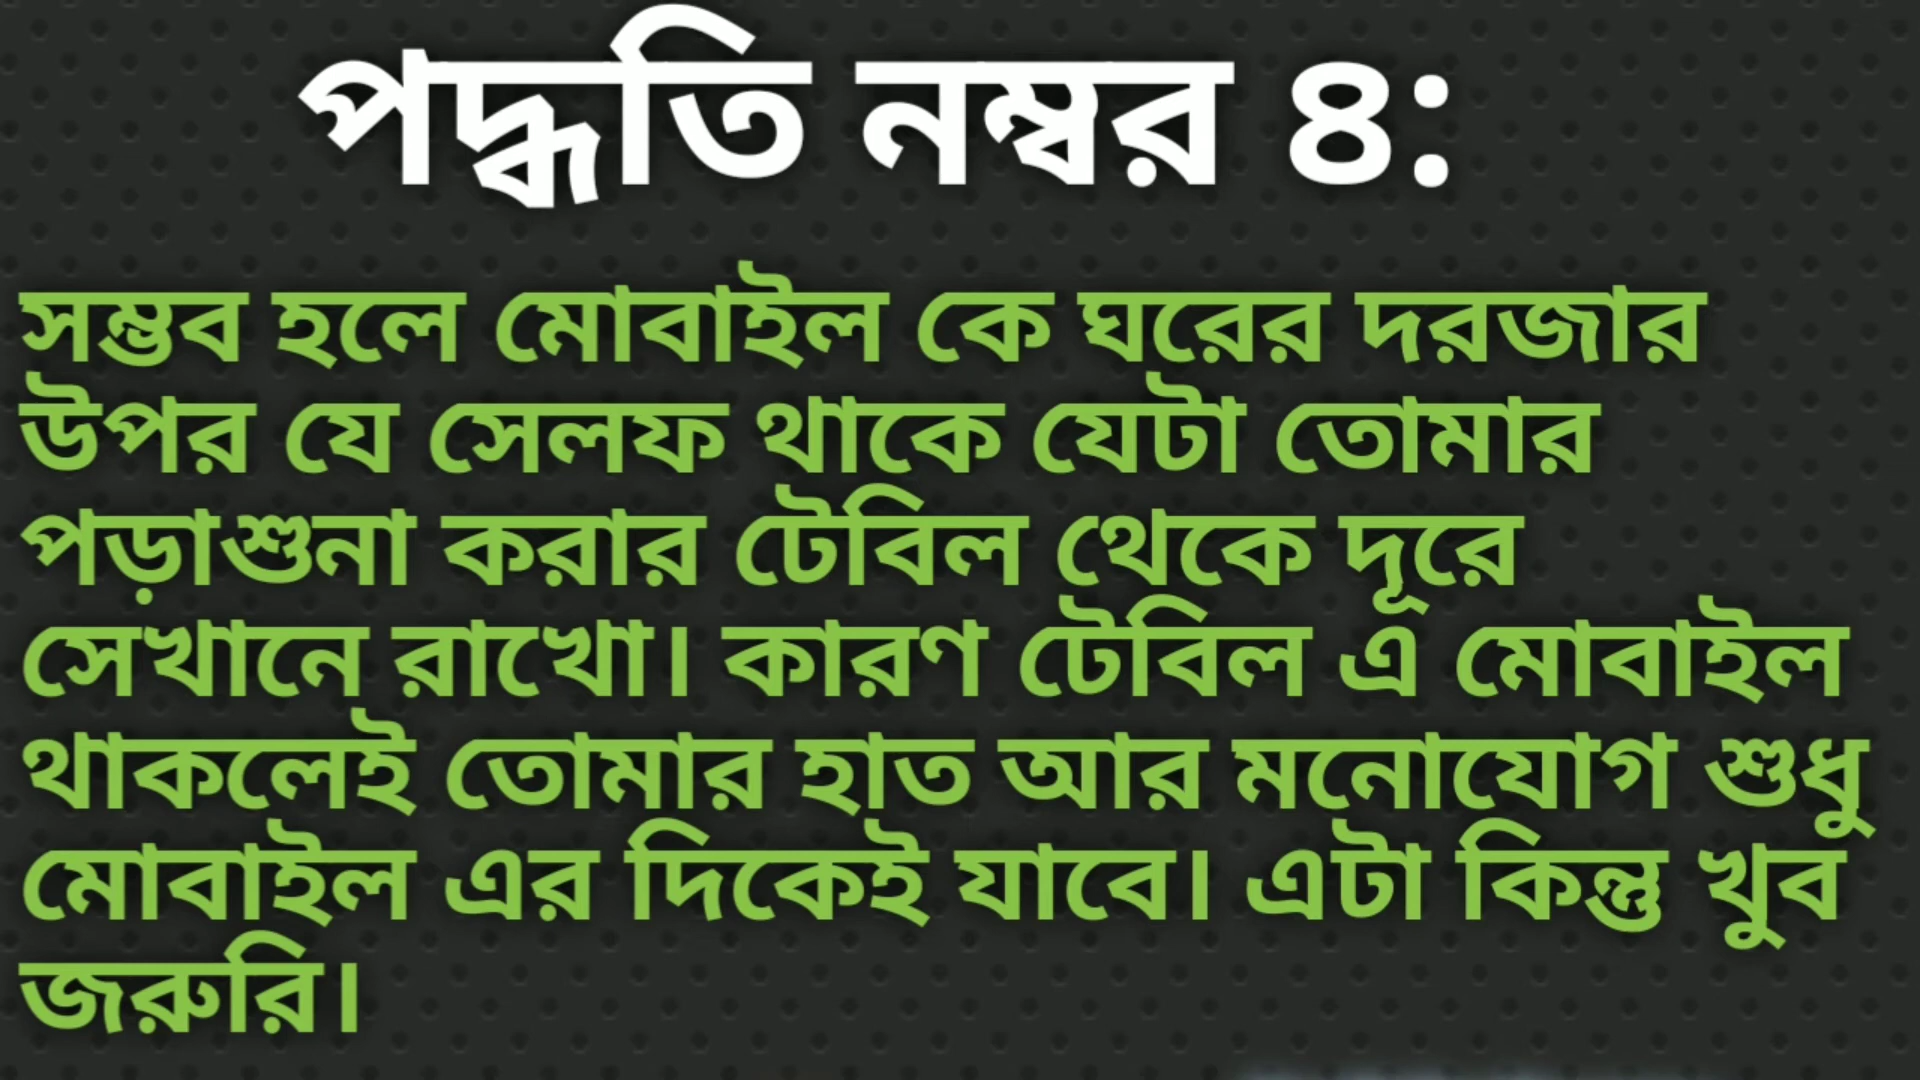 পদ্ধতি নম্বর ৪:
সম্ভব হলে মোবাইল কে ঘরের দরজার
উপর যে সেলফ থাকে যেটা তোমার
পড়াশুনা করার টেবিল থেকে দূরে
সেখানে রাখো। কারণ টেবিল এ মোবাইল
থাকলেই তোমার হাত আর মনোযোগ শুধু
মোবাইল এর দিকেই যাবে। এটা কিন্তু খুব
জরুরি।